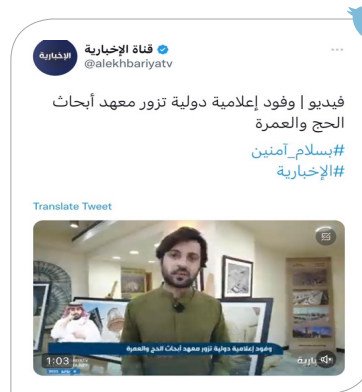 الإخبارية
قناة الإخبارية
@alekhbariyatv
فيديو | وفود إعلامية دولية تزور معهد أبحاث
الحج والعمرة
#بسلام_آمنين
#الإخبارية
Translate Tweet
وفود إعلامية دولية تزور معهد أبحاث الحج والعمرة
1:03